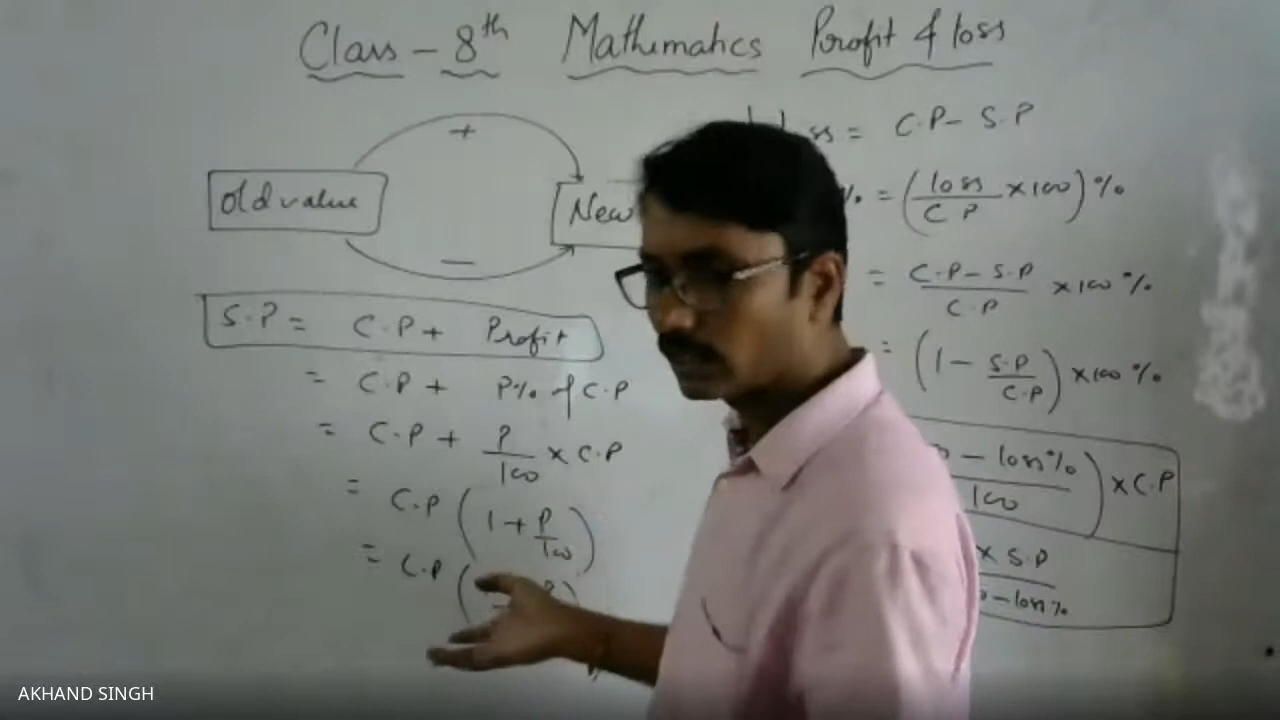 Class - 8th Mathematics Profit & loss
+
old value
New
—
S.P = C.P + Profit
= C.P + P% of C.P
= C.P + P/100 × C.P
= C.P ( 1 + P/100 )
= C.P (
= C.P - S.P
= ( loss / C P × 100 ) %
= C.P - S.P / C.P × 100 %
= ( 1 - S.P / C.P ) × 100 %
- loss% / 100 ) × C.P
× S.P
- loss%
AKHAND SINGH